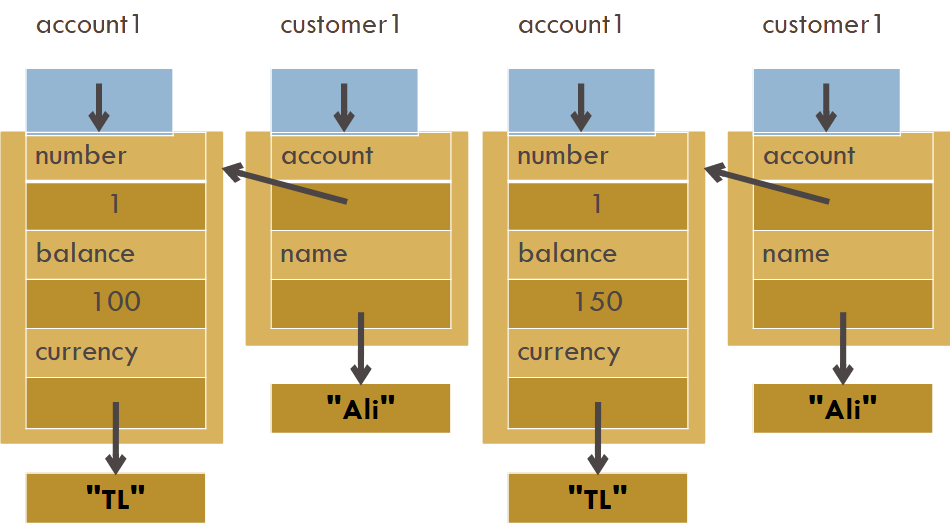 account1
customer1
account1
customer1
number
1
balance
100
currency
"TL"
account
name
"Ali"
number
1
balance
150
currency
"TL"
account
name
"Ali"